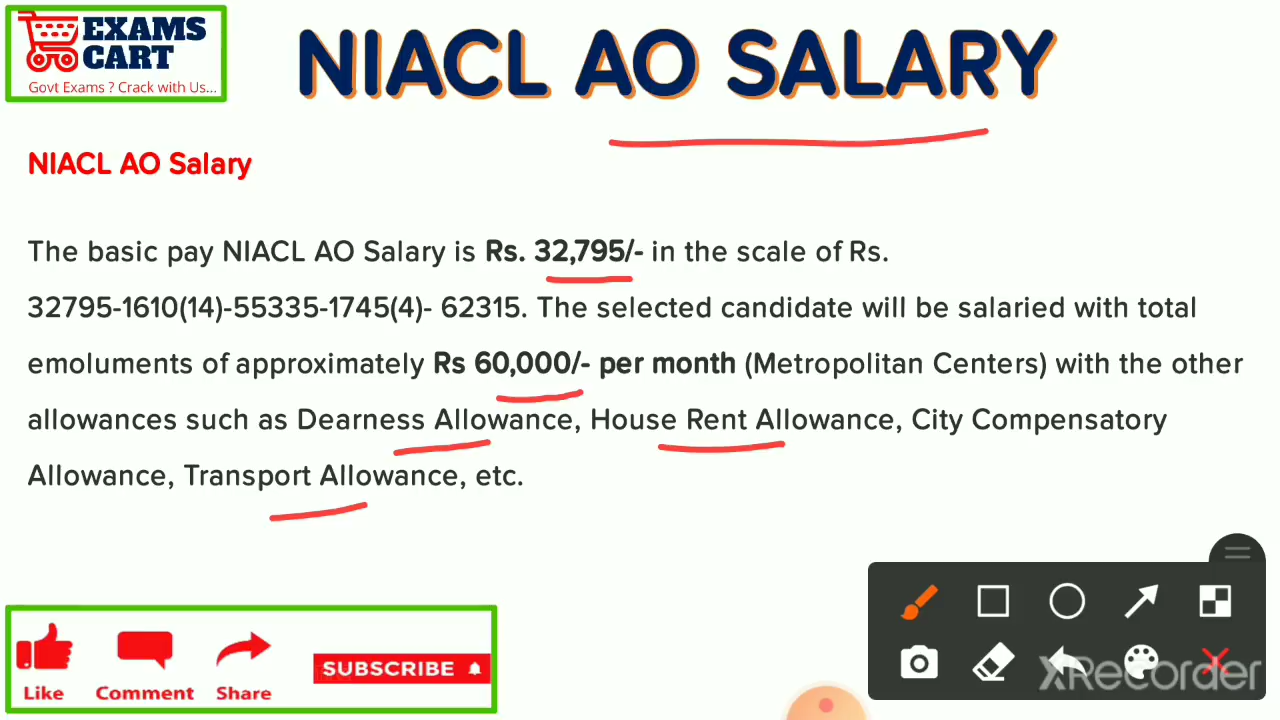 EXAMS
CART
Govt Exams ? Crack with Us...
NIACL AO SALARY
NIACL AO Salary
The basic pay NIACL AO Salary is Rs. 32,795/- in the scale of Rs.
32795-1610(14)-55335-1745(4)- 62315. The selected candidate will be salaried with total
emoluments of approximately Rs 60,000/- per month (Metropolitan Centers) with the other
allowances such as Dearness Allowance, House Rent Allowance, City Compensatory
Allowance, Transport Allowance, etc.
Like
Comment
Share
SUBSCRIBE
XRecorder